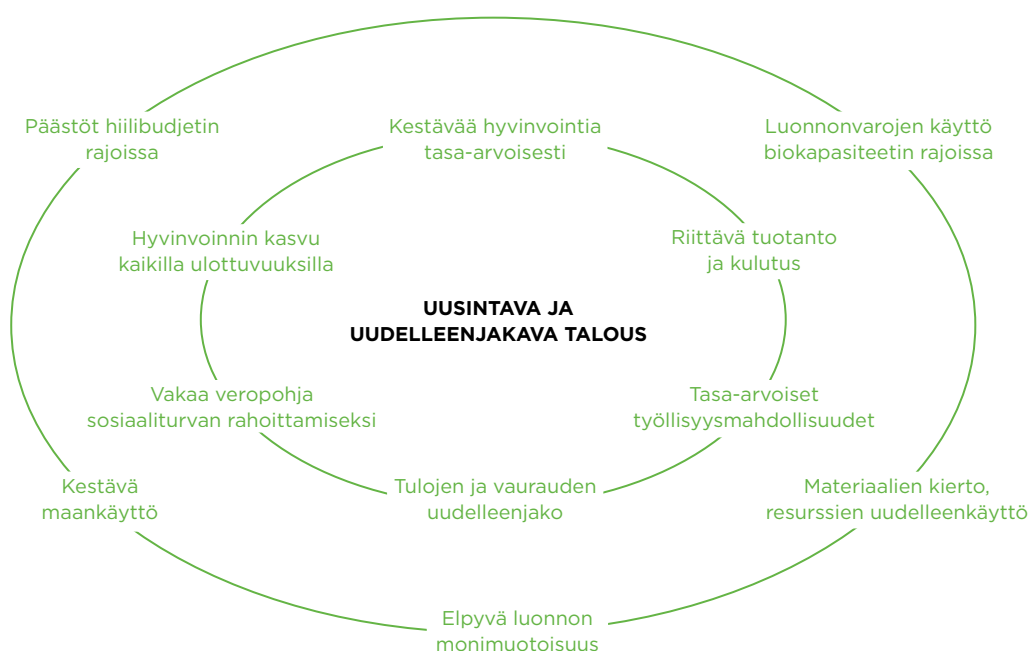 Päästöt hiilibudjetin
rajoissa
Kestävää hyvinvointia
tasa-arvoisesti
Luonnonvarojen käyttö
biokapasiteetin rajoissa
Hyvinvoinnin kasvu
kaikilla ulottuvuuksilla
Riittävä tuotanto
ja kulutus
UUSINTAVA JA
UUDELLEENJAKAVA TALOUS
Vakaa veropohja
sosiaaliturvan rahoittamiseksi
Tasa-arvoiset
työllisyysmahdollisuudet
Kestävä
maankäyttö
Tulojen ja vaurauden
uudelleenjako
Materiaalien kierto,
resurssien uudelleenkäyttö
Elpyvä luonnon
monimuotoisuus